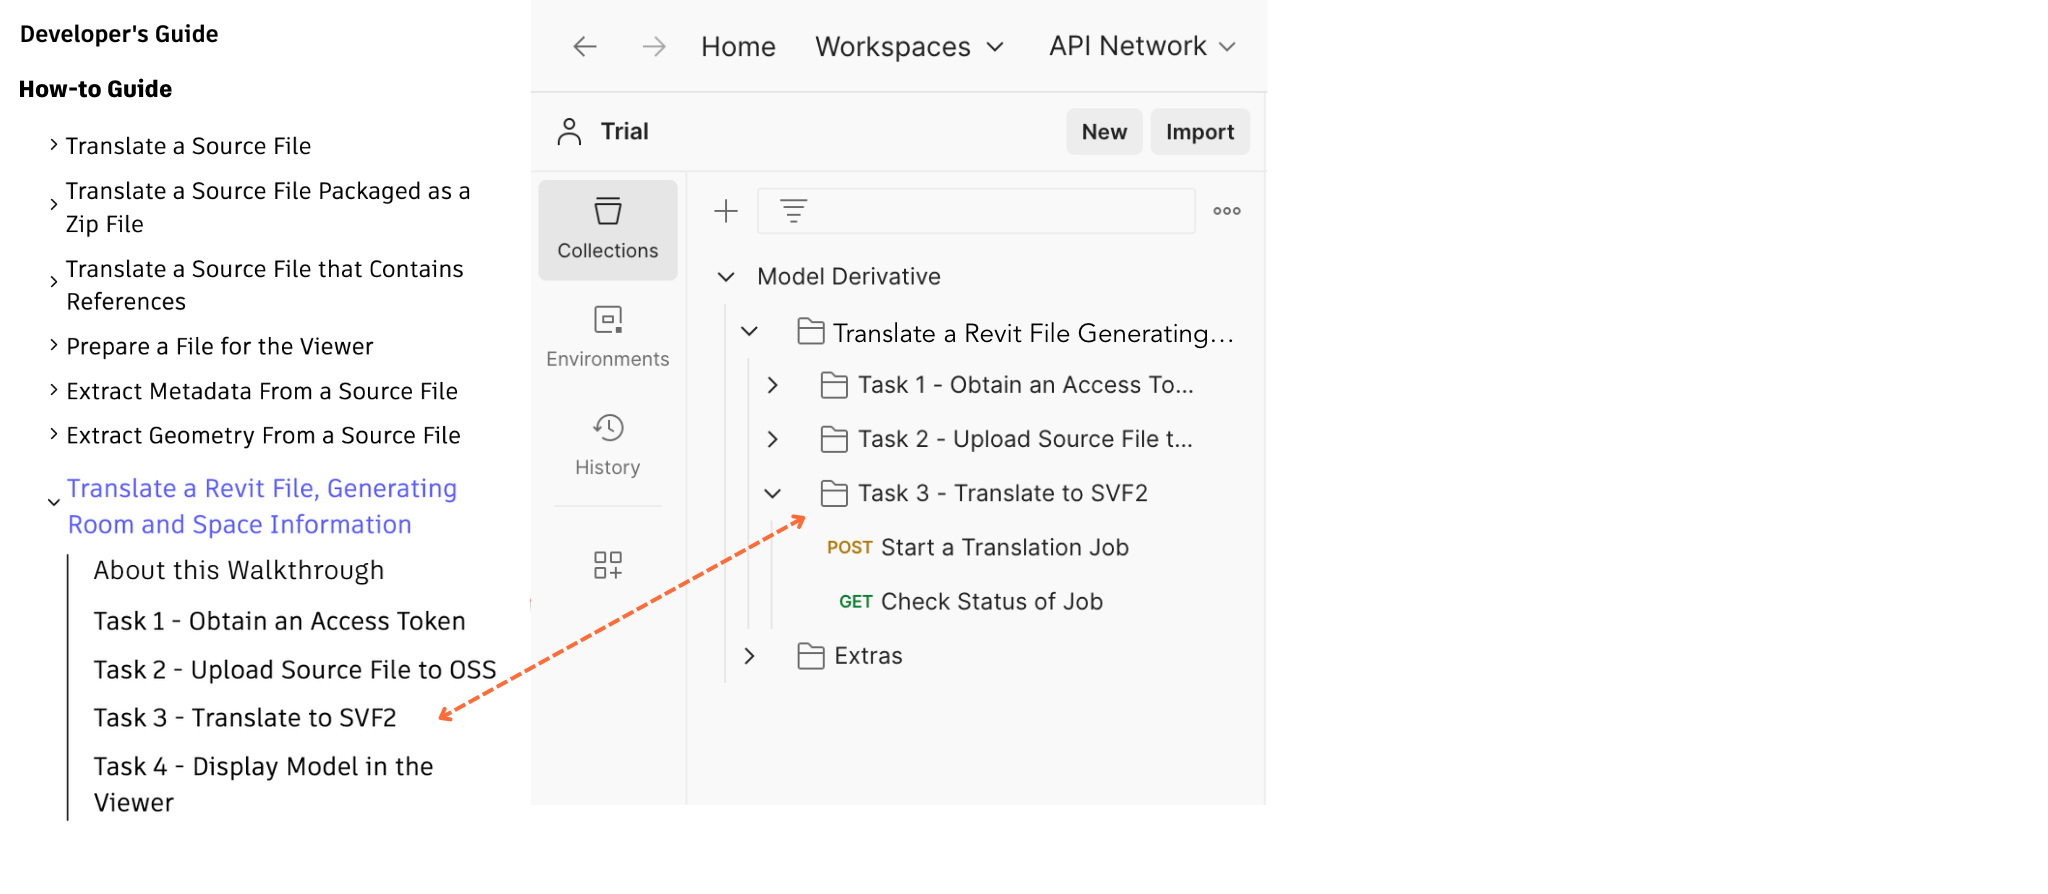 Developer's Guide
How-to Guide
Translate a Source File
Translate a Source File Packaged as a
Zip File
Translate a Source File that Contains
References
Prepare a File for the Viewer
Extract Metadata From a Source File
Extract Geometry From a Source File
Translate a Revit File, Generating
Room and Space Information
About this Walkthrough
Task 1 - Obtain an Access Token
Task 2 - Upload Source File to OSS
Task 3 - Translate to SVF2
Task 4 - Display Model in the
Viewer
Home Workspaces API Network
Trial New Import
Collections
Environments
History
Model Derivative
Translate a Revit File Generating...
Task 1 - Obtain an Access To...
Task 2 - Upload Source File t...
Task 3 - Translate to SVF2
POST Start a Translation Job
GET Check Status of Job
Extras